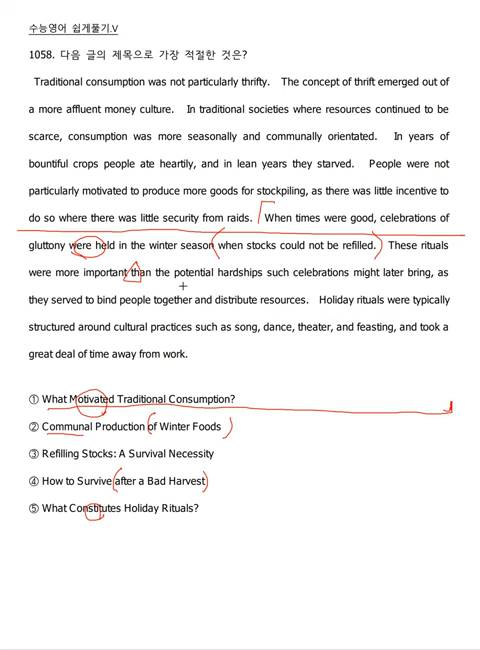 수능영어 쉽게풀기.V
1058. 다음 글의 제목으로 가장 적절한 것은?
Traditional consumption was not particularly thrifty. The concept of thrift emerged out of
a more affluent money culture. In traditional societies where resources continued to be
scarce, consumption was more seasonally and communally orientated. In years of
bountiful crops people ate heartily, and in lean years they starved. People were not
particularly motivated to produce more goods for stockpiling, as there was little incentive to
do so where there was little security from raids. When times were good, celebrations of
gluttony were held in the winter season when stocks could not be refilled. These rituals
were more important than the potential hardships such celebrations might later bring, as
they served to bind people together and distribute resources. Holiday rituals were typically
structured around cultural practices such as song, dance, theater, and feasting, and took a
great deal of time away from work.
① What Motivated Traditional Consumption?
② Communal Production of Winter Foods
③ Refilling Stocks: A Survival Necessity
④ How to Survive after a Bad Harvest
⑤ What Constitutes Holiday Rituals?